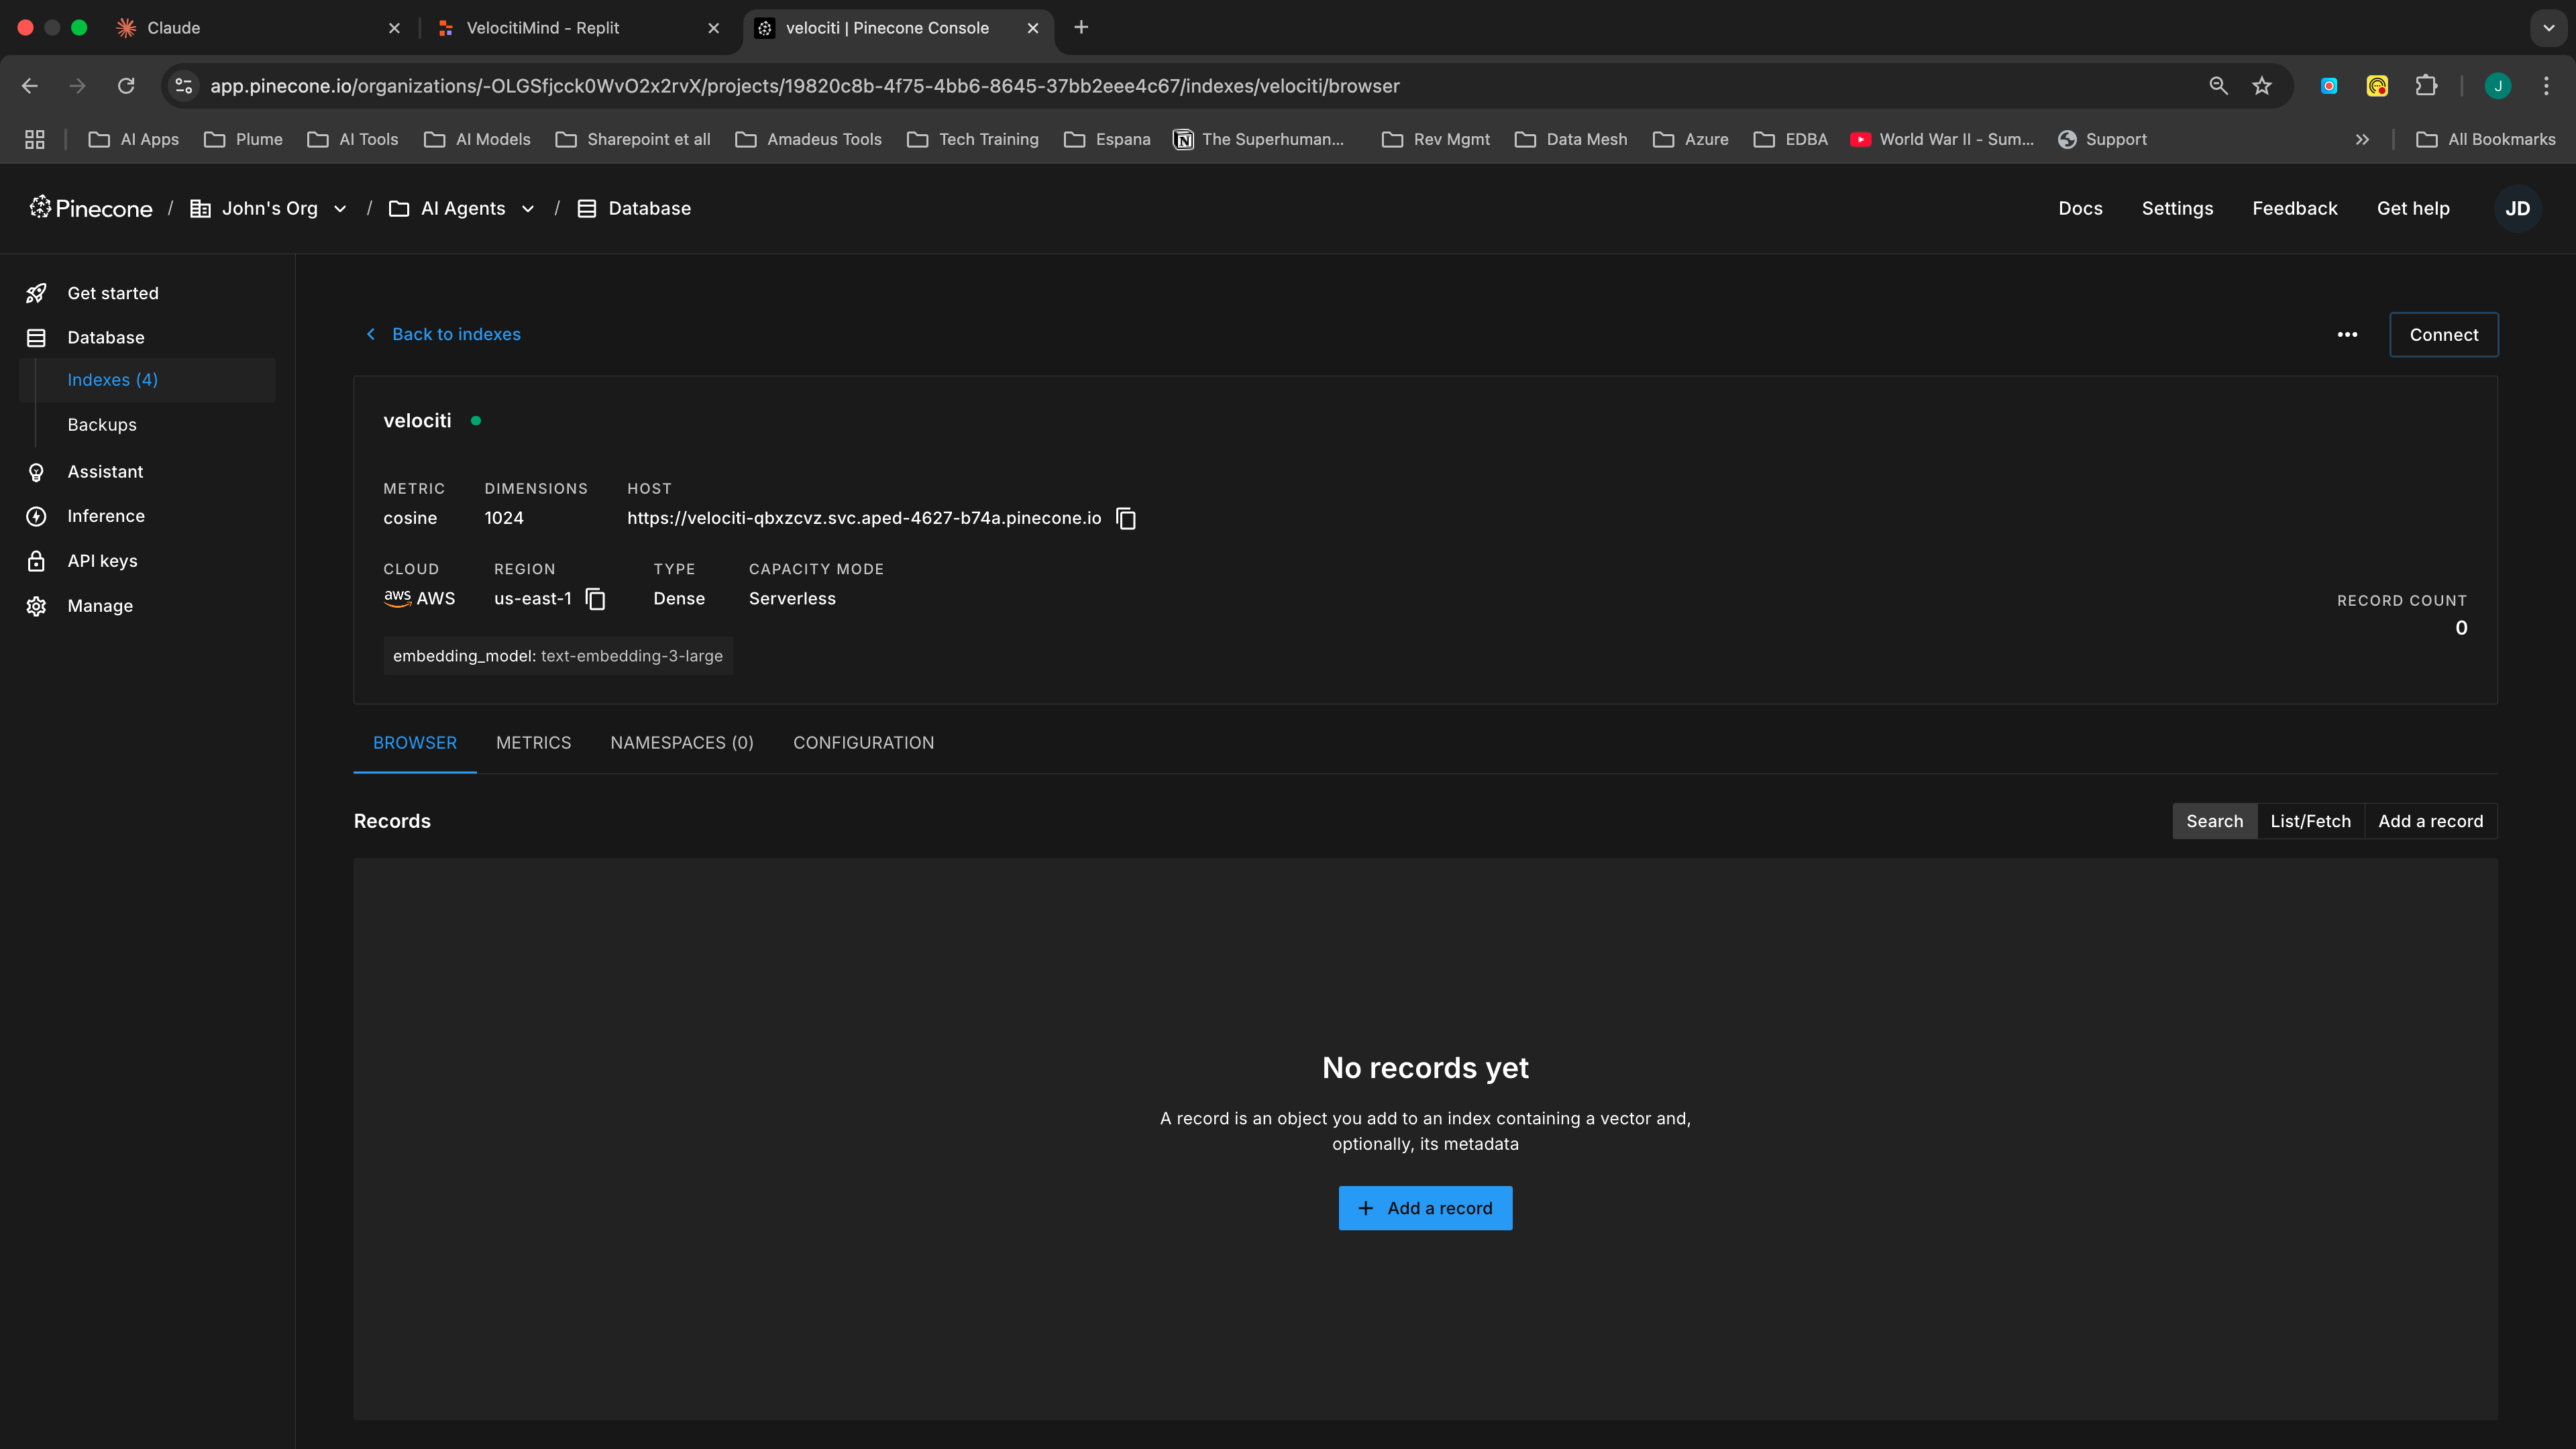 Claude
VelocitiMind - Replit
velociti | Pinecone Console
app.pinecone.io/organizations/-OLGSfjcck0WvO2x2rvX/projects/19820c8b-4f75-4bb6-8645-37bb2eee4c67/indexes/velociti/browser
J
AI Apps
Plume
AI Tools
AI Models
Sharepoint et all
Amadeus Tools
Tech Training
Espana
The Superhuman...
Rev Mgmt
Data Mesh
Azure
EDBA
World War II - Sum...
Support
All Bookmarks
Pinecone / John's Org / AI Agents / Database
Docs
Settings
Feedback
Get help
JD
Get started
Database
Indexes (4)
Backups
Assistant
Inference
API keys
Manage
Back to indexes
Connect
velociti
METRIC DIMENSIONS HOST
cosine 1024 https://velociti-qbxzcvz.svc.aped-4627-b74a.pinecone.io
CLOUD REGION TYPE CAPACITY MODE
aws AWS us-east-1 Dense Serverless
RECORD COUNT
0
embedding_model: text-embedding-3-large
BROWSER METRICS NAMESPACES (0) CONFIGURATION
Records
Search List/Fetch Add a record
No records yet
A record is an object you add to an index containing a vector and,
optionally, its metadata
+ Add a record